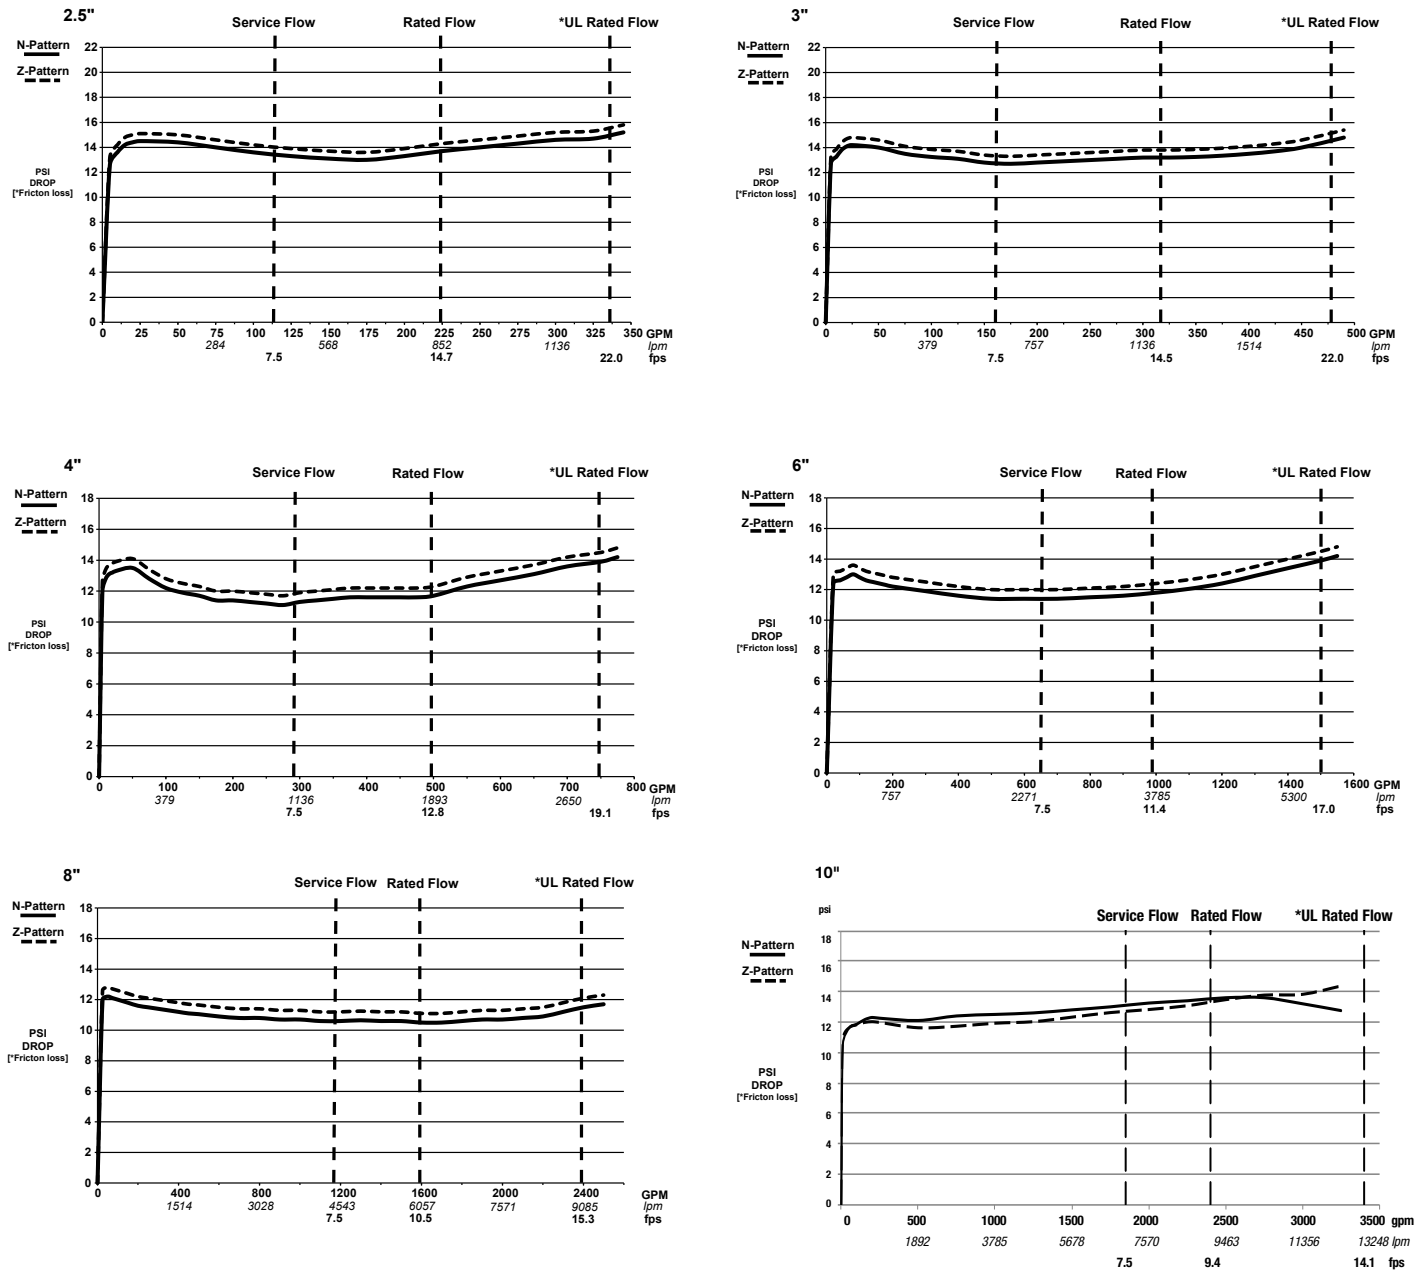 2.5"
Service Flow Rated Flow *UL Rated Flow
N-Pattern
Z-Pattern
PSI
DROP
[*Fricton loss]
22
20
18
16
14
12
10
8
6
4
2
0
0 25 50 75 100 125 150 175 200 225 250 275 300 325 350 GPM
284 568 852 1136 lpm
7.5 14.7 22.0 fps
3"
Service Flow Rated Flow *UL Rated Flow
N-Pattern
Z-Pattern
PSI
DROP
[*Fricton loss]
22
20
18
16
14
12
10
8
6
4
2
0
0 50 100 150 200 250 300 350 400 450 500 GPM
379 757 1136 1514 lpm
7.5 14.5 22.0 fps
4"
Service Flow Rated Flow *UL Rated Flow
N-Pattern
Z-Pattern
PSI
DROP
[*Fricton loss]
18
16
14
12
10
8
6
4
2
0
0 100 200 300 400 500 600 700 800 GPM
379 1136 1893 2650 lpm
7.5 12.8 19.1 fps
6"
Service Flow Rated Flow *UL Rated Flow
N-Pattern
Z-Pattern
PSI
DROP
[*Fricton loss]
18
16
14
12
10
8
6
4
2
0
0 200 400 600 800 1000 1200 1400 1600 GPM
757 2271 3785 5300 lpm
7.5 11.4 17.0 fps
8"
Service Flow Rated Flow *UL Rated Flow
N-Pattern
Z-Pattern
PSI
DROP
[*Fricton loss]
18
16
14
12
10
8
6
4
2
0
0 400 800 1200 1600 2000 2400 GPM
1514 3028 4543 6057 7571 9085 lpm
7.5 10.5 15.3 fps
10"
psi
Service Flow Rated Flow *UL Rated Flow
N-Pattern
Z-Pattern
PSI
DROP
[*Fricton loss]
18
16
14
12
10
8
6
4
2
0
0 500 1000 1500 2000 2500 3000 3500 gpm
1892 3785 5678 7570 9463 11356 13248 lpm
7.5 9.4 14.1 fps